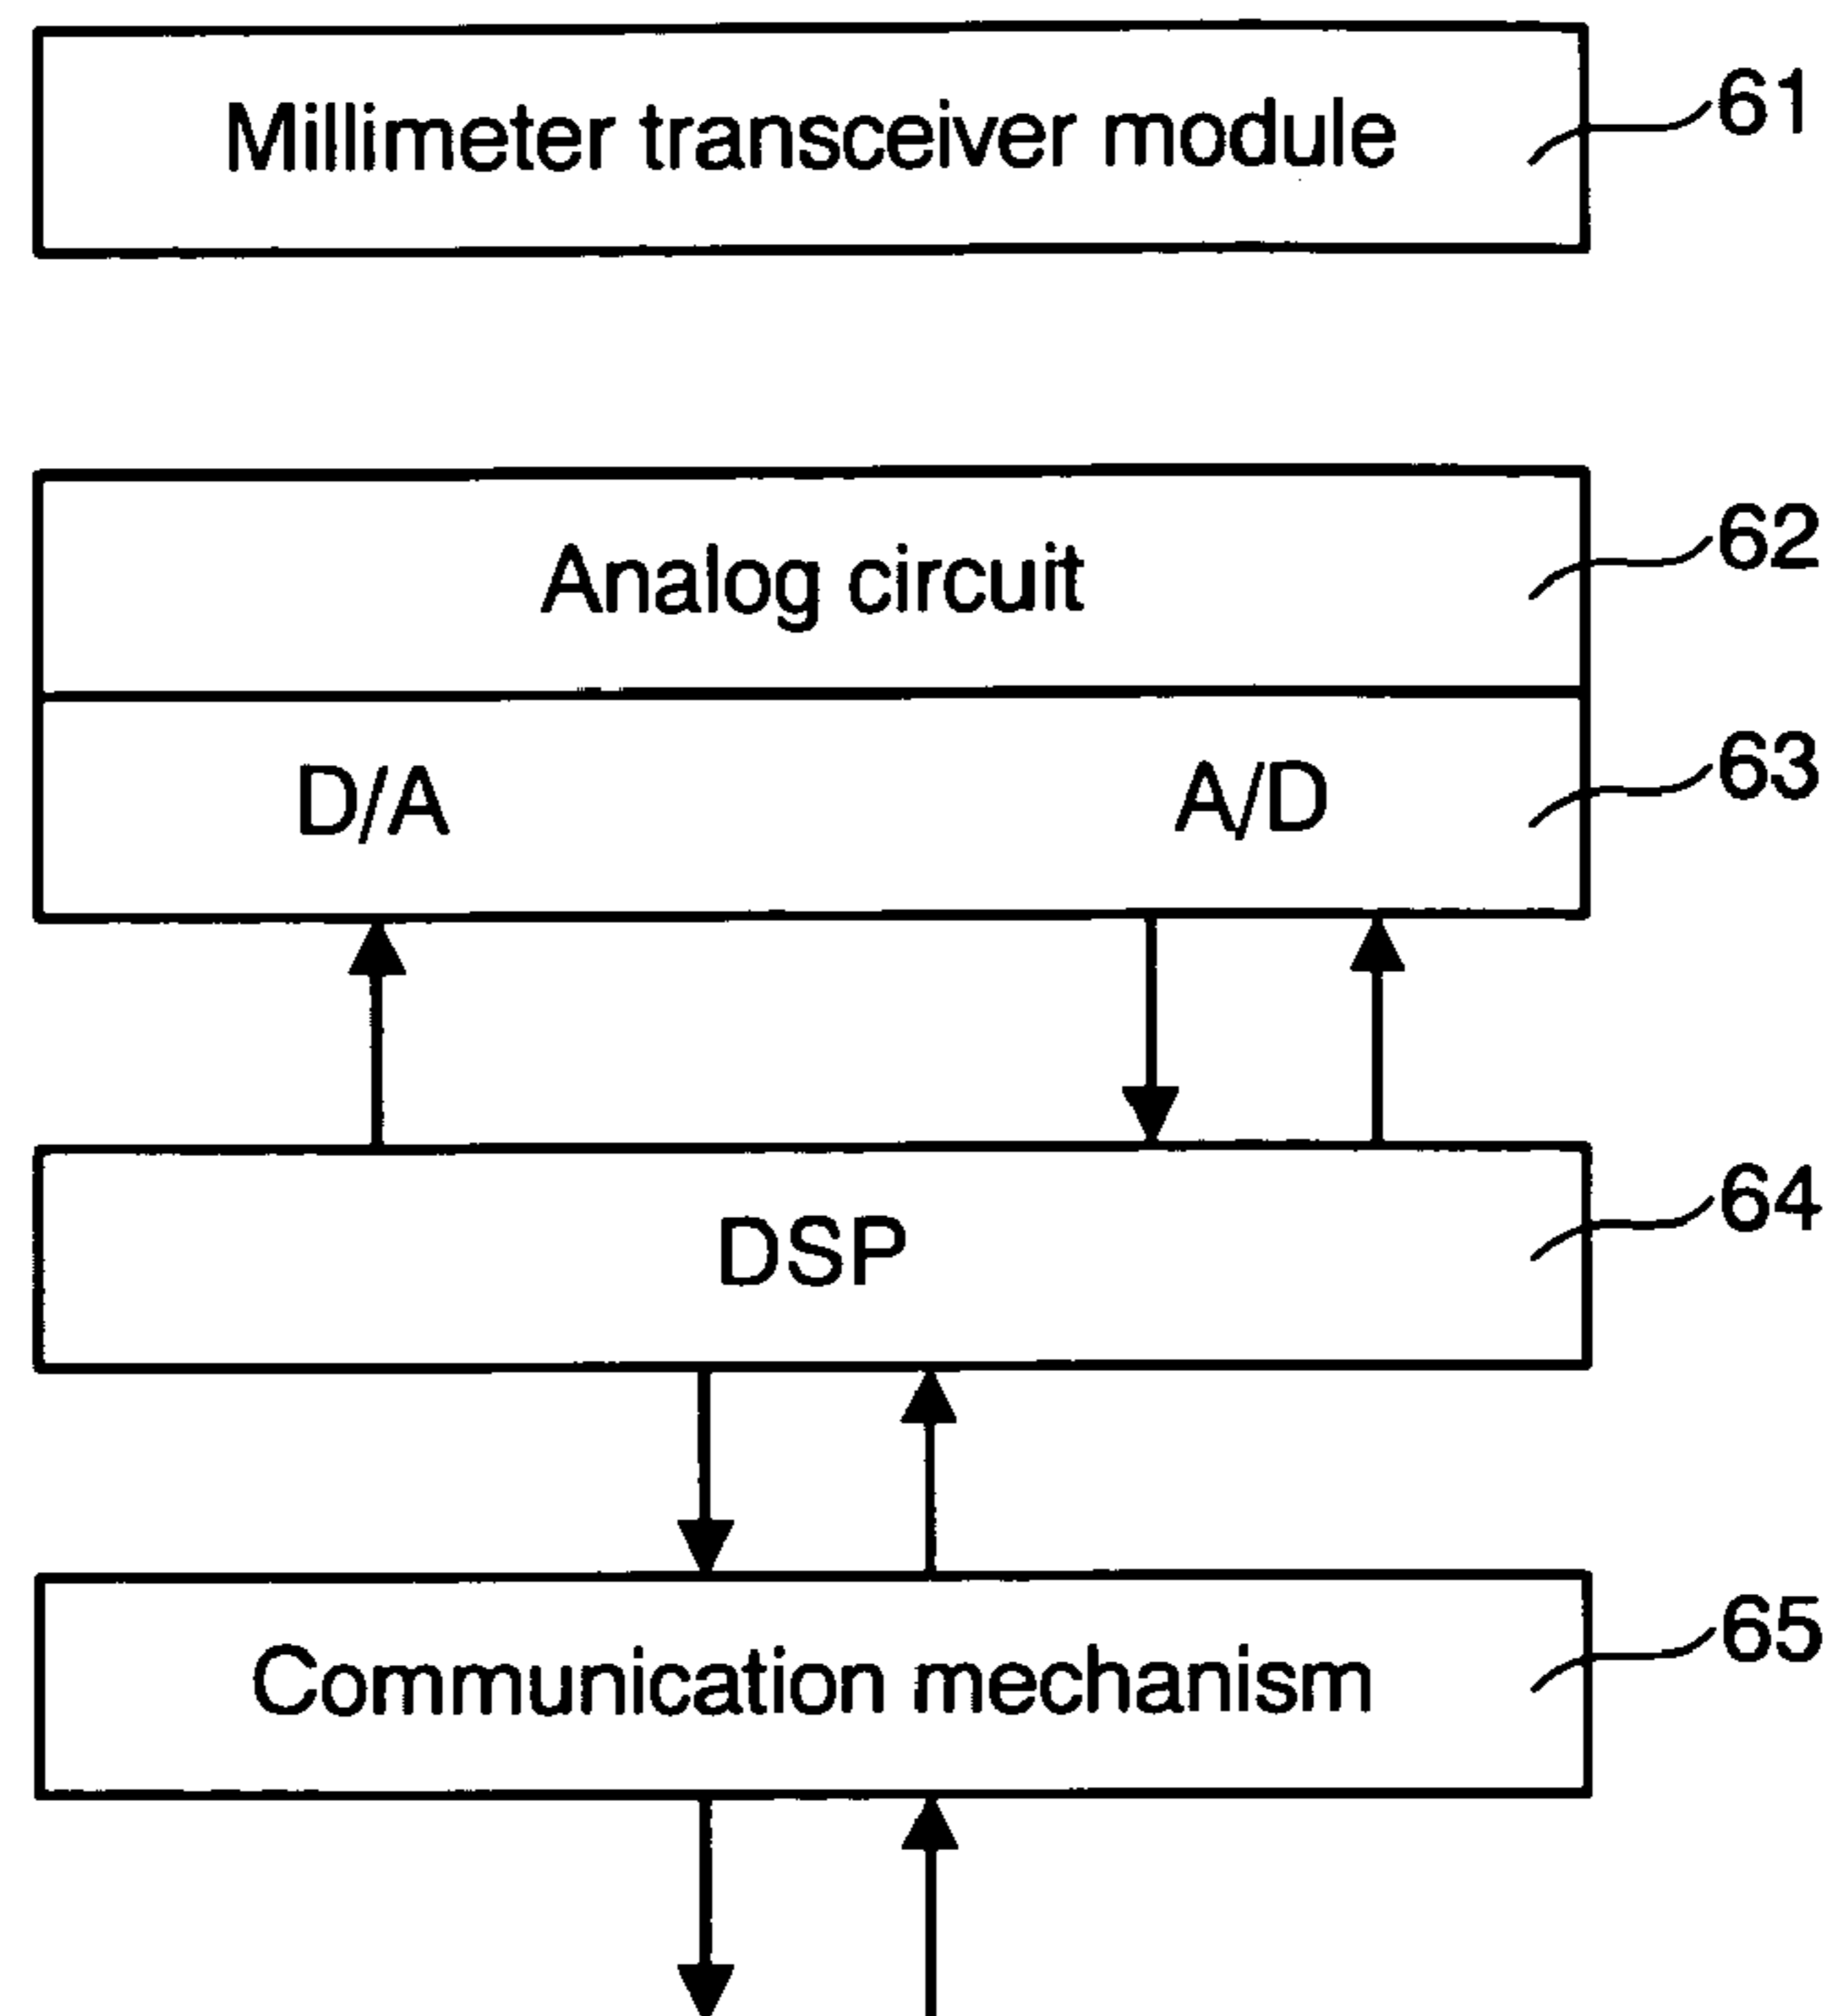 Millimeter transceiver module 61
Analog circuit 62
D/A A/D 63
DSP 64
Communication mechanism 65